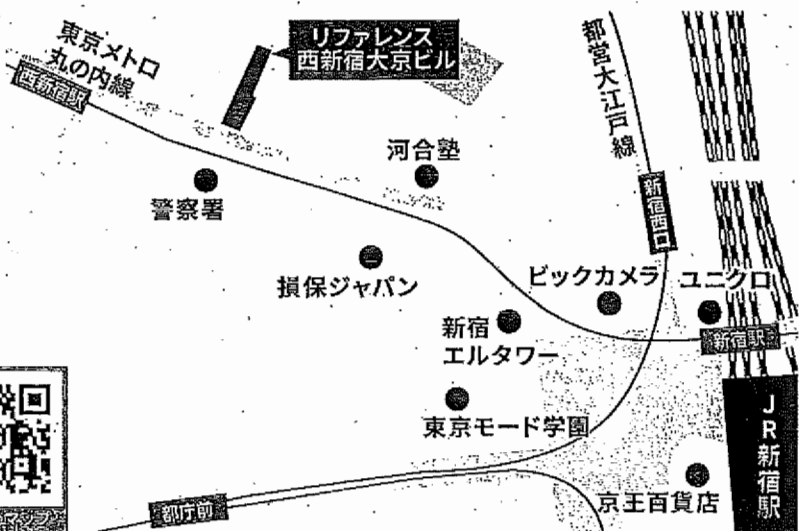 東京メトロ
丸の内線
西新宿駅
リファレンス
西新宿大京ビル
都営大江戸線
河合塾
警察署
新宿西口
損保ジャパン
ビックカメラ
ユニクロ
新宿
エルタワー
新宿駅
東京モード学園
JR新宿駅
京王百貨店
都庁前